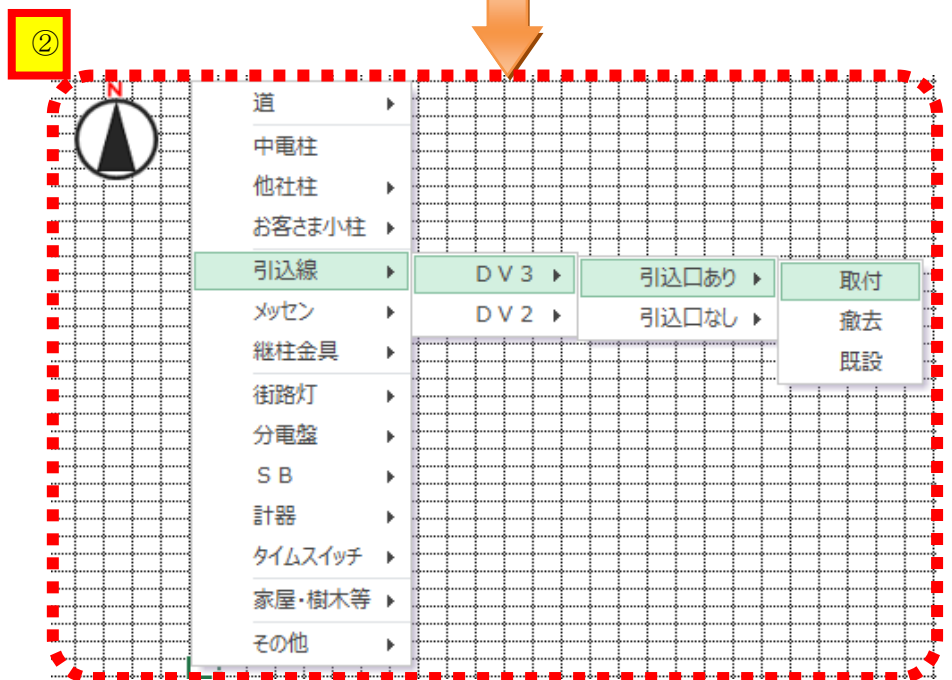 ②
N
道
中電柱
他社柱
お客さま小柱
引込線
メッセン
継柱金具
街路灯
分電盤
ＳＢ
計器
タイムスイッチ
家屋・樹木等
その他
ＤＶ３
ＤＶ２
引込口あり
引込口なし
取付
撤去
既設